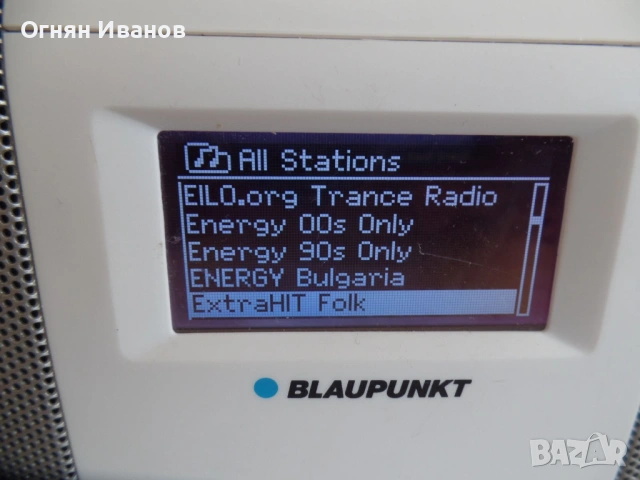 Огнян Иванов
All Stations
EILO.org Trance Radio
Energy 00s Only
Energy 90s Only
ENERGY Bulgaria
ExtraHIT Folk
BLAUPUNKT
BAZAR